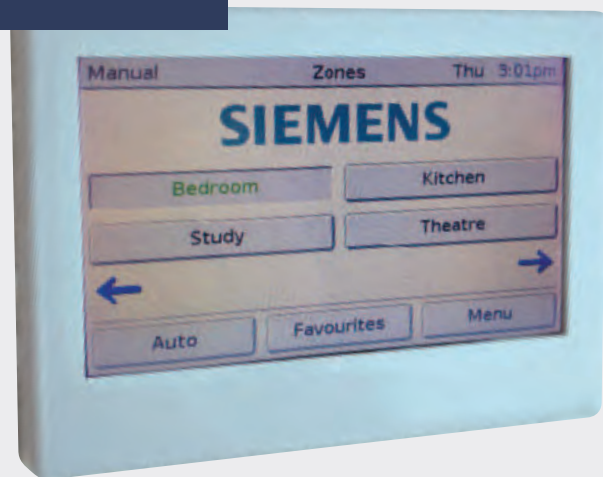 Manual Zones Thu 3:01pm
SIEMENS
Bedroom Kitchen
Study Theatre
Auto Favourites Menu